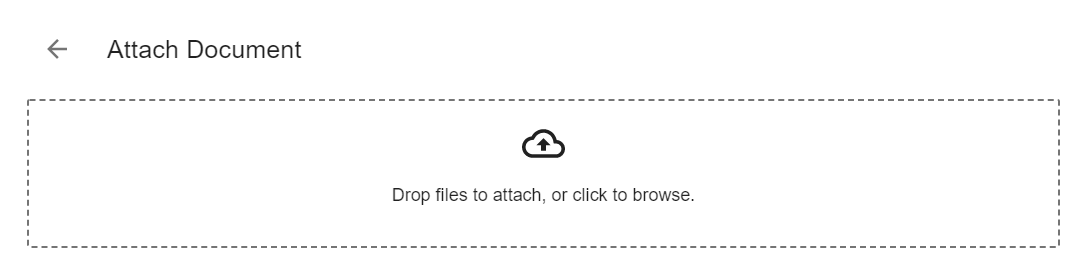 Attach Document
Drop files to attach, or click to browse.